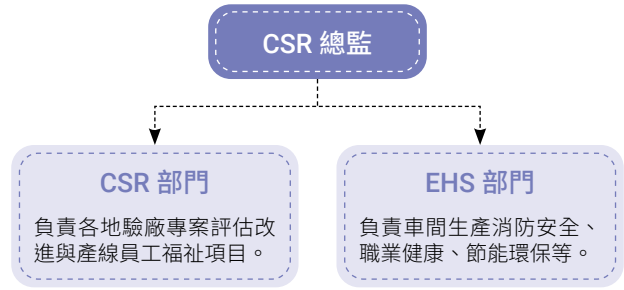 CSR 總監
CSR 部門
負責各地驗廠專案評估改
進與產線員工福祉項目。
EHS 部門
負責車間生產消防安全、
職業健康、節能環保等。